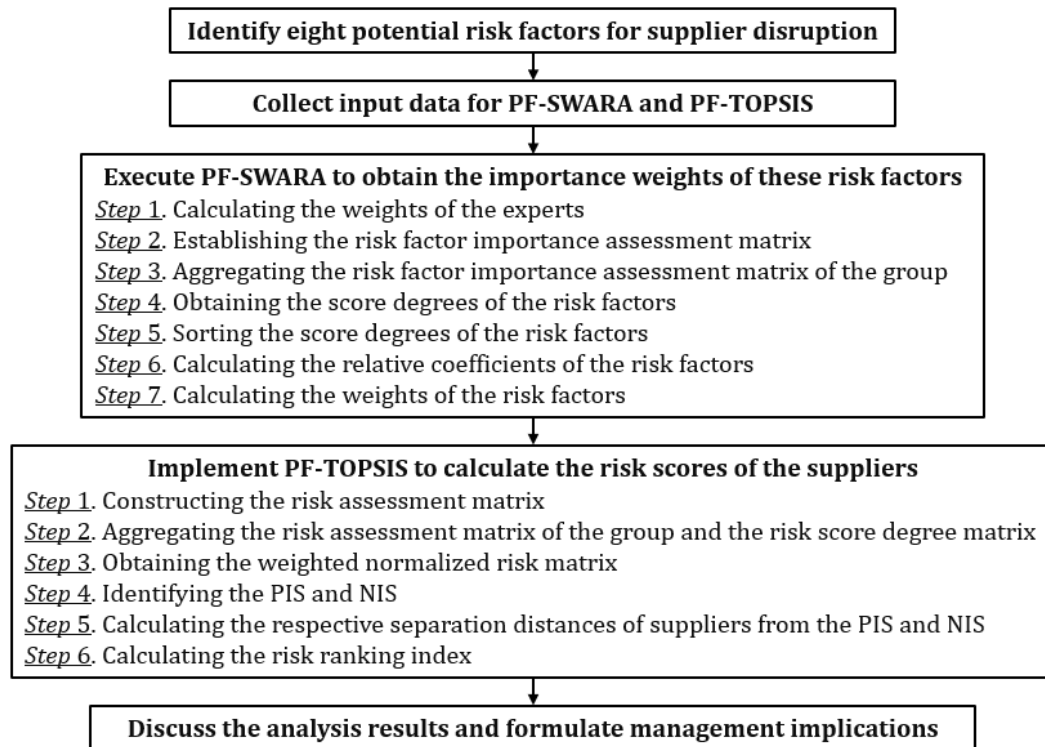 Identify eight potential risk factors for supplier disruption
Collect input data for PF-SWARA and PF-TOPSIS
Execute PF-SWARA to obtain the importance weights of these risk factors
Step 1. Calculating the weights of the experts
Step 2. Establishing the risk factor importance assessment matrix
Step 3. Aggregating the risk factor importance assessment matrix of the group
Step 4. Obtaining the score degrees of the risk factors
Step 5. Sorting the score degrees of the risk factors
Step 6. Calculating the relative coefficients of the risk factors
Step 7. Calculating the weights of the risk factors
Implement PF-TOPSIS to calculate the risk scores of the suppliers
Step 1. Constructing the risk assessment matrix
Step 2. Aggregating the risk assessment matrix of the group and the risk score degree matrix
Step 3. Obtaining the weighted normalized risk matrix
Step 4. Identifying the PIS and NIS
Step 5. Calculating the respective separation distances of suppliers from the PIS and NIS
Step 6. Calculating the risk ranking index
Discuss the analysis results and formulate management implications